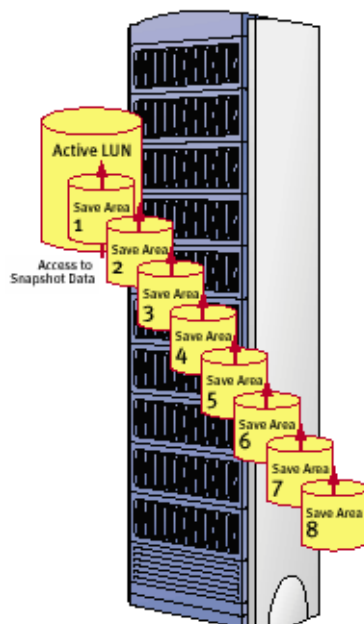 Active LUN
Save Area
1
Access to
Snapshot Data
Save Area
2
Save Area
3
Save Area
4
Save Area
5
Save Area
6
Save Area
7
Save Area
8